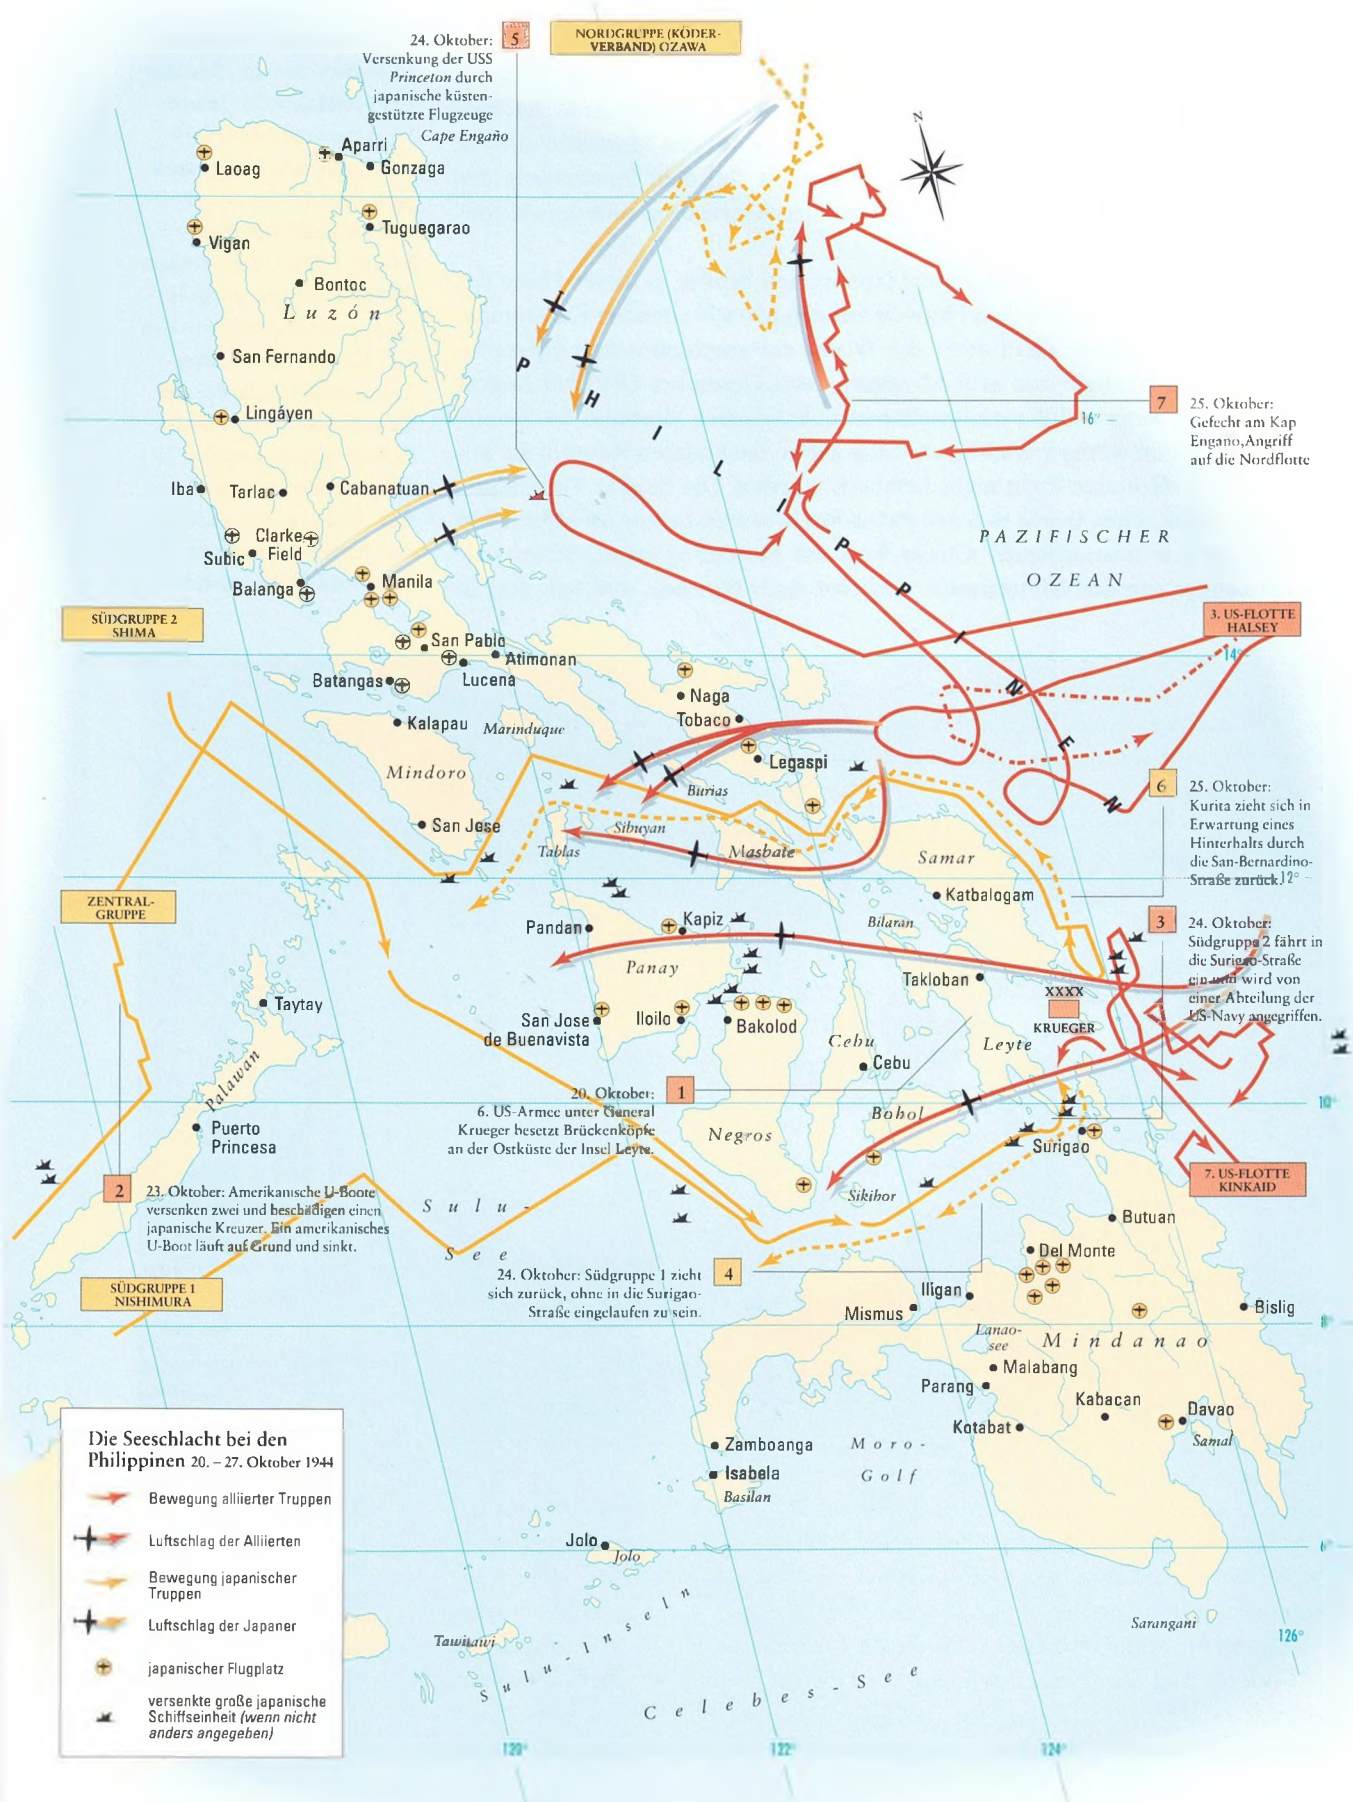 24. Oktober:
Versenkung der USS
Princeton durch
japanische küsten-
gestützte Flugzeuge
5
NORDGRUPPE (KÖDER-
VERBAND) OZAWA
N
Cape Engaño
Aparri
Laoag
Gonzaga
Tuguegarao
Vigan
Bontoc
Luzón
San Fernando
Lingáyen
Iba
Tarlac
Cabanatuan
Clarke
Field
Subic
Balanga
Manila
PHILIPPINEN
7
25. Oktober:
Gefecht am Kap
Engano, Angriff
auf die Nordflotte
16°
PAZIFISCHER
OZEAN
SÜDGRUPPE 2
SHIMA
3. US-FLOTTE
HALSEY
14°
San Pablo
Atimonan
Lucena
Batangas
Kalapau
Marinduque
Naga
Tobaco
Legaspi
Mindoro
Burias
San Jose
Sibuyan
Tablas
Masbate
Samar
Katbalogam
6
25. Oktober:
Kurita zieht sich in
Erwartung eines
Hinterhalts durch
die San-Bernardino-
Straße zurück.
12°
ZENTRAL-
GRUPPE
Pandan
Kapiz
Bilaran
Panay
Takloban
3
24. Oktober:
Südgruppe 2 fährt in
die Surigao-Straße
ein und wird von
einer Abteilung der
US-Navy angegriffen.
XXXX
KRUEGER
Taytay
San Jose
de Buenavista
Iloilo
Bakolod
Cebu
Cebu
Leyte
Palawan
Puerto
Princesa
1
20. Oktober:
6. US-Armee unter General
Krueger besetzt Brückenköpfe
an der Ostküste der Insel Leyte.
Negros
Bohol
Surigao
10°
7. US-FLOTTE
KINKAID
2
23. Oktober: Amerikanische U-Boote
versenken zwei und beschädigen einen
japanische Kreuzer. Ein amerikanisches
U-Boot läuft auf Grund und sinkt.
Sulu-
See
Sikihor
Butuan
SÜDGRUPPE 1
NISHIMURA
4
24. Oktober: Südgruppe 1 zieht
sich zurück, ohne in die Surigao-
Straße eingelaufen zu sein.
Del Monte
Iligan
Mismus
Bislig
8°
Lanao-
see
Mindanao
Malabang
Parang
Kabacan
Davao
Kotabat
Samal
Zamboanga
Moro-
Golf
Isabela
Basilan
Jolo
Jolo
6°
Sarangani
126°
Tawitawi
Sulu-Inseln
Celebes-See
120°
122°
124°
Die Seeschlacht bei den
Philippinen 20. – 27. Oktober 1944
Bewegung alliierter Truppen
Luftschlag der Alliierten
Bewegung japanischer
Truppen
Luftschlag der Japaner
japanischer Flugplatz
versenkte große japanische
Schiffseinheit (wenn nicht
anders angegeben)